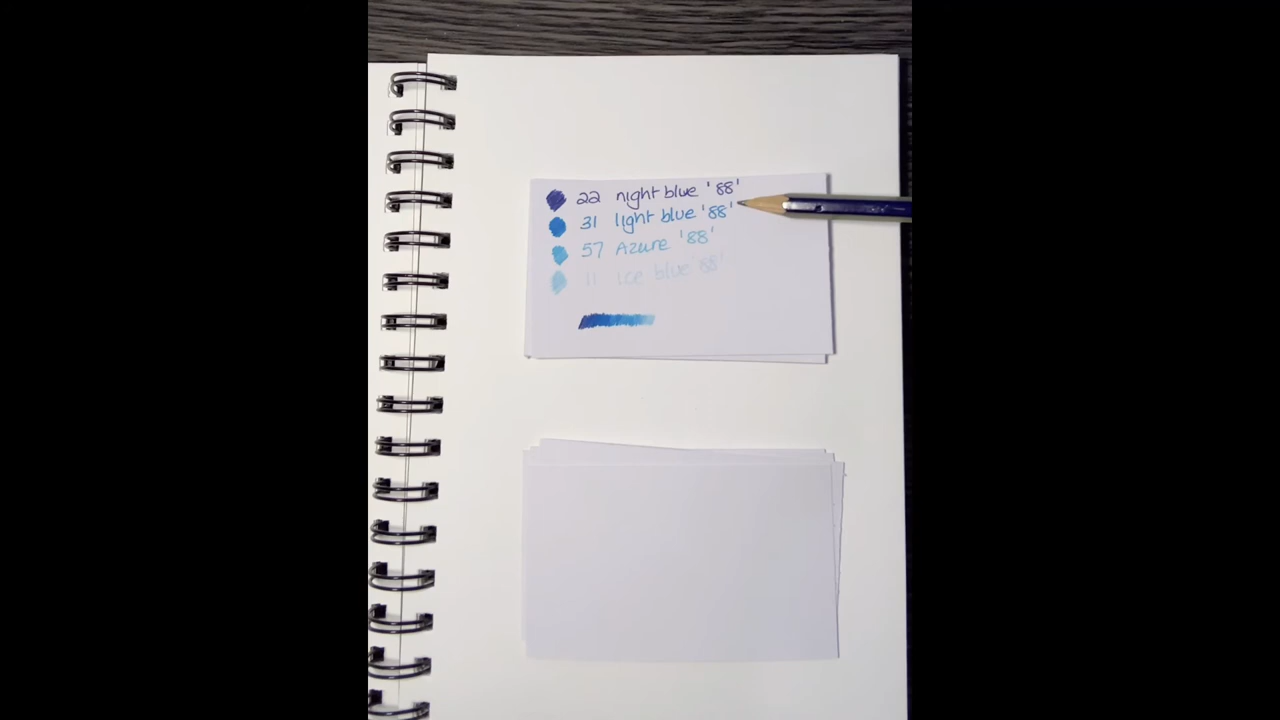 22 night blue '88'
31 light blue '88'
57 Azure '88'
11 Ice blue '88'